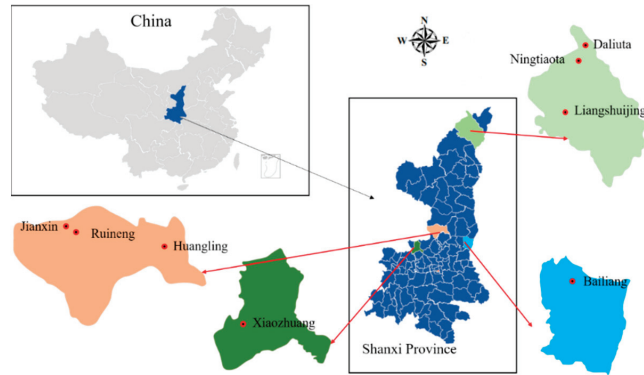 China
N
W E
S
Daliuta
Ningtiaota
Liangshuijing
Jianxin
Ruineng
Huangling
Xiaozhuang
Bailiang
Shanxi Province